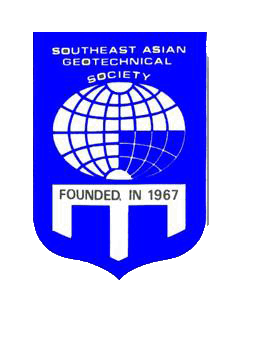 SOUTHEAST ASIAN
GEOTECHNICAL
SOCIETY
FOUNDED, IN 1967